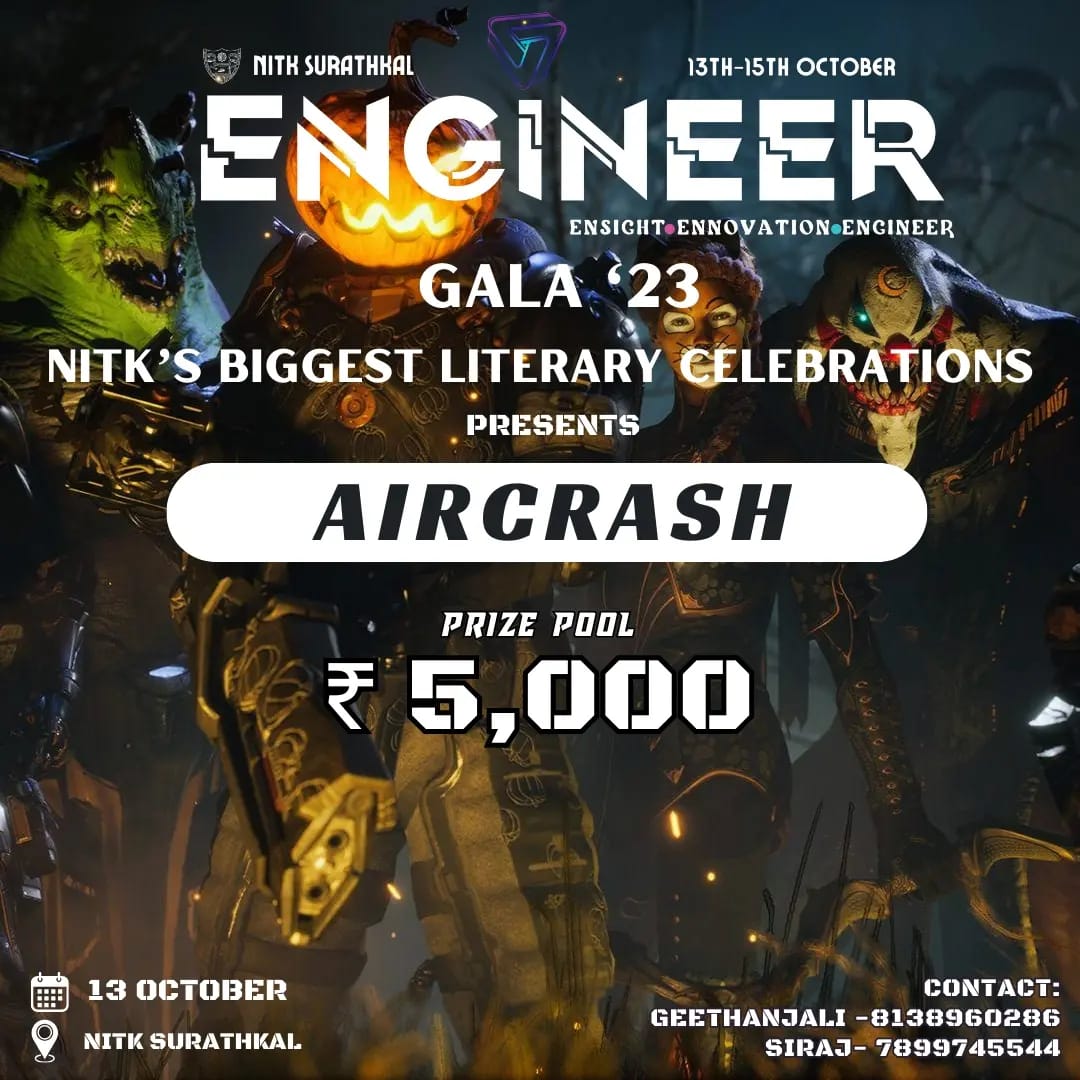 NITK SURATHKAL
13TH-15TH OCTOBER
ENGINEER
ENSIGHT•ENNOVATION•ENGINEER
GALA ‘23
NITK’S BIGGEST LITERARY CELEBRATIONS
PRESENTS
AIRCRASH
PRIZE POOL
₹ 5,000
13 OCTOBER
NITK SURATHKAL
CONTACT:
GEETHANJALI -8138960286
SIRAJ- 7899745544